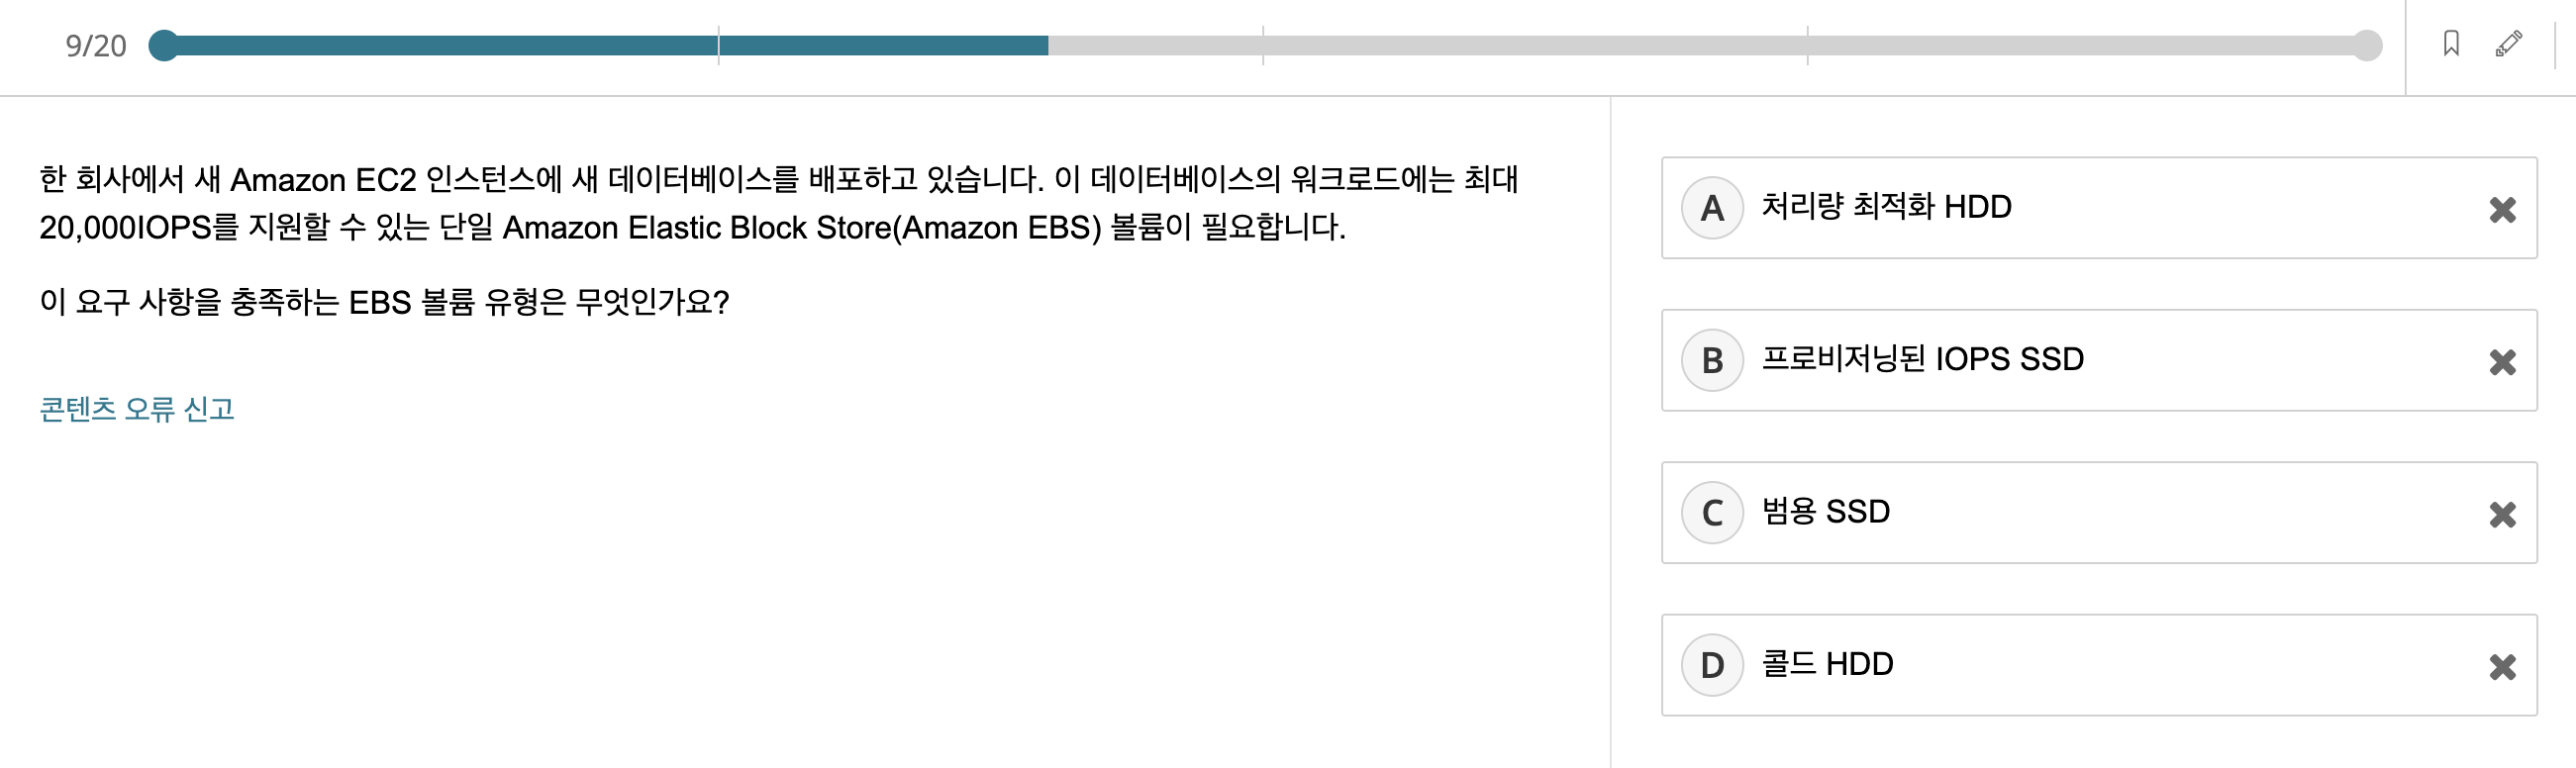 9/20
한 회사에서 새 Amazon EC2 인스턴스에 새 데이터베이스를 배포하고 있습니다. 이 데이터베이스의 워크로드에는 최대
20,000IOPS를 지원할 수 있는 단일 Amazon Elastic Block Store(Amazon EBS) 볼륨이 필요합니다.
이 요구 사항을 충족하는 EBS 볼륨 유형은 무엇인가요?
콘텐츠 오류 신고
A 처리량 최적화 HDD
B 프로비저닝된 IOPS SSD
C 범용 SSD
D 콜드 HDD